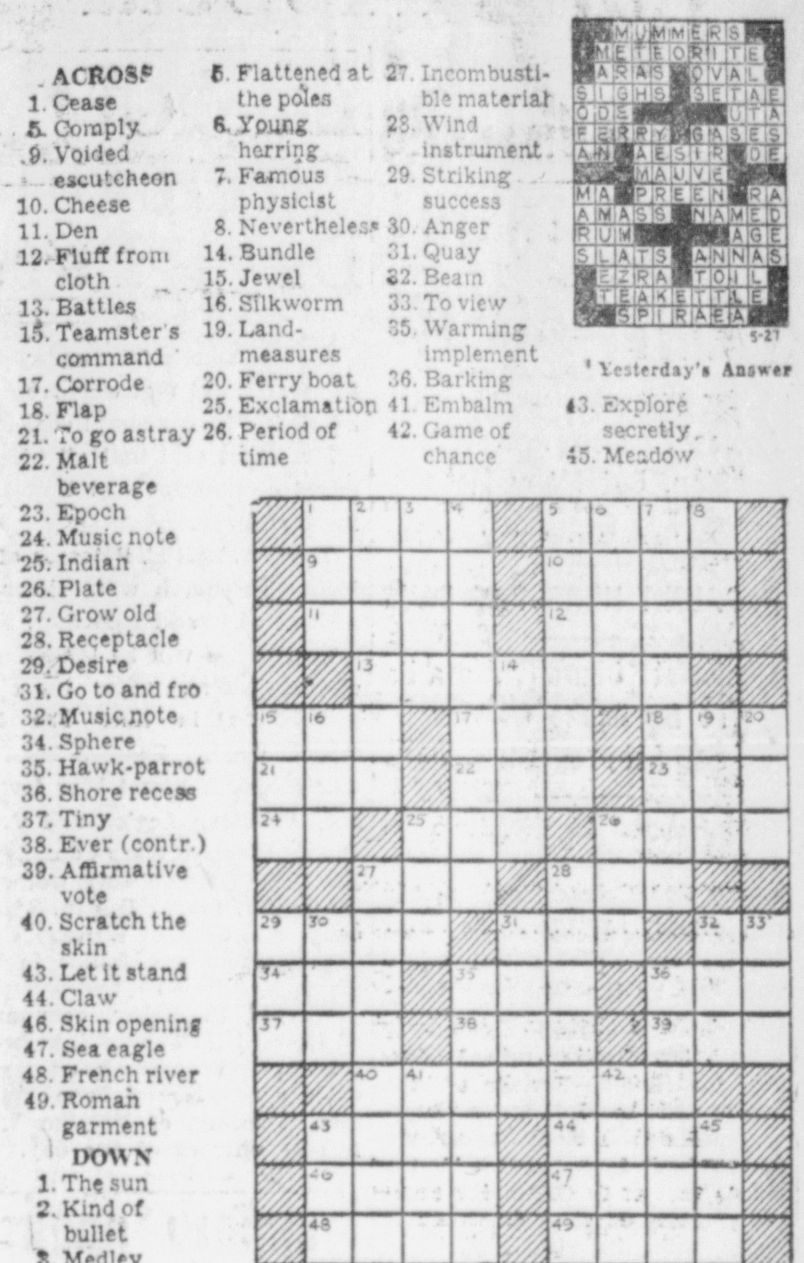 ACROSS
1. Cease
5. Comply
9. Voided
escutcheon
10. Cheese
11. Den
12. Fluff from
cloth
13. Battles
15. Teamster's
command
17. Corrode
18. Flap
21. To go astray
22. Malt
beverage
23. Epoch
24. Music note
25. Indian
26. Plate
27. Grow old
28. Receptacle
29. Desire
31. Go to and fro
32. Music note
34. Sphere
35. Hawk-parrot
36. Shore recess
37. Tiny
38. Ever (contr.)
39. Affirmative
vote
40. Scratch the
skin
43. Let it stand
44. Claw
46. Skin opening
47. Sea eagle
48. French river
49. Roman
garment
DOWN
1. The sun
2. Kind of
bullet
3. Medley
5. Flattened at
the poles
6. Young
herring
7. Famous
physicist
8. Nevertheless
14. Bundle
15. Jewel
16. Silkworm
19. Land-
measures
20. Ferry boat
25. Exclamation
26. Period of
time
27. Incombusti-
ble material
28. Wind
instrument
29. Striking
success
30. Anger
31. Quay
32. Beam
33. To view
35. Warming
implement
36. Barking
41. Embalm
42. Game of
chance
MUMMERS
METEORITE
ARAS OVAL
SIGHS SETAE
ODE UTA
FERRY GASES
AN AESIR DE
MAUVE
MA PREEN RA
AMASS NAMED
RUM AGE
SLATS ANNAS
EZRA TOIL
TEAKETTLE
SPIRAEA
5-27
Yesterday's Answer
43. Explore
secretly
45. Meadow
1 2 3 4 5 6 7 8
9 10
11 12
13 14
15 16 17 18 19 20
21 22 23
24 25 26
27 28
29 30 31 32 33
34 35 36
37 38 39
40 41 42
43 44 45
46 47
48 49